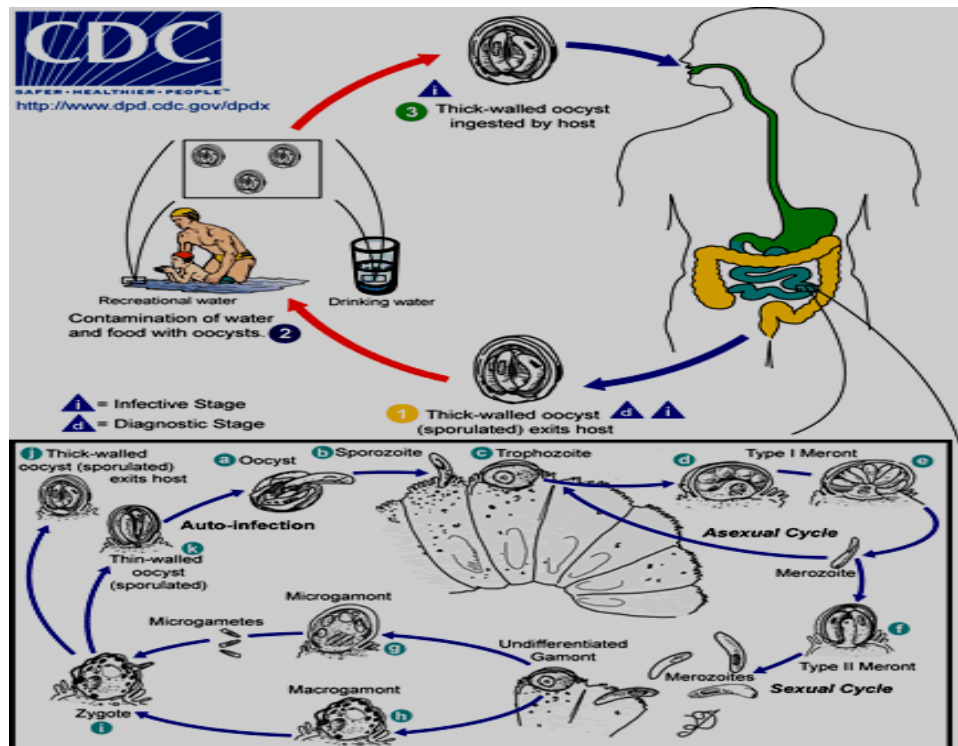 CDC
SAFER • HEALTHIER • PEOPLE™
http://www.dpd.cdc.gov/dpdx
i
3 Thick-walled oocyst
ingested by host
Recreational water
Drinking water
Contamination of water
and food with oocysts. 2
i = Infective Stage
d = Diagnostic Stage
1 Thick-walled oocyst d i
(sporulated) exits host
j Thick-walled
oocyst (sporulated)
exits host
a Oocyst
b Sporozoite
c Trophozoite
d Type I Meront e
Auto-infection
Asexual Cycle
k
Thin-walled
oocyst
(sporulated)
Merozoite
Microgamont
Microgametes
g
Undifferentiated
Gamont
f
Merozoites
Type II Meront
Sexual Cycle
Macrogamont
h
Zygote
i